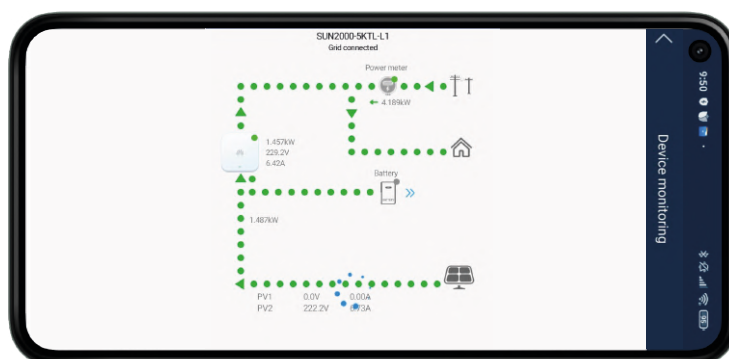 SUN2000-5KTL-L1
Grid connected
Power meter
4.189kW
1.457kW
229.2V
6.42A
Battery
1.487kW
PV1 0.0V 0.00A
PV2 222.2V
Device monitoring
9:50
95